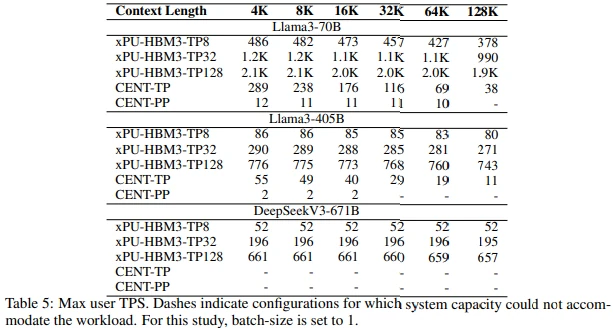 Context Length 4K 8K 16K 32K 64K 128K
Llama3-70B
xPU-HBM3-TP8 486 482 473 457 427 378
xPU-HBM3-TP32 1.2K 1.2K 1.1K 1.1K 1.1K 990
xPU-HBM3-TP128 2.1K 2.1K 2.0K 2.0K 2.0K 1.9K
CENT-TP 289 238 176 116 69 38
CENT-PP 12 11 11 11 10 -
Llama3-405B
xPU-HBM3-TP8 86 86 85 85 83 80
xPU-HBM3-TP32 290 289 288 285 281 271
xPU-HBM3-TP128 776 775 773 768 760 743
CENT-TP 55 49 40 29 19 11
CENT-PP 2 2 2 - - -
DeepSeekV3-671B
xPU-HBM3-TP8 52 52 52 52 52 52
xPU-HBM3-TP32 196 196 196 196 196 195
xPU-HBM3-TP128 661 661 661 660 659 657
CENT-TP - - - - - -
CENT-PP - - - - - -
Table 5: Max user TPS. Dashes indicate configurations for which system capacity could not accom-
modate the workload. For this study, batch-size is set to 1.